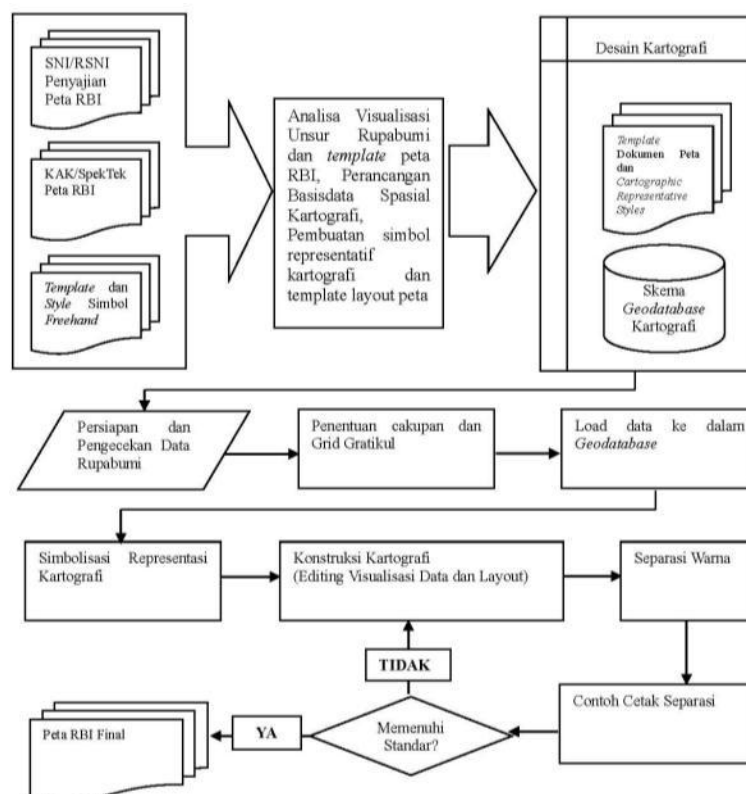 SNI/RSNI
Penyajian
Peta RBI
KAK/SpekTek
Peta RBI
Template dan
Style Simbol
Freehand
Analisa Visualisasi
Unsur Rupabumi
dan template peta
RBI, Perancangan
Basisdata Spasial
Kartografi,
Pembuatan simbol
representatif
kartografi dan
template layout peta
Desain Kartografi
Template
Dokumen Peta
dan
Cartographic
Representative
Styles
Skema
Geodatabase
Kartografi
Persiapan dan
Pengecekan Data
Rupabumi
Penentuan cakupan dan
Grid Gratikul
Load data ke dalam
Geodatabase
Simbolisasi Representasi
Kartografi
Konstruksi Kartografi
(Editing Visualisasi Data dan Layout)
Separasi Warna
TIDAK
Contoh Cetak Separasi
Memenuhi
Standar?
YA
Peta RBI Final